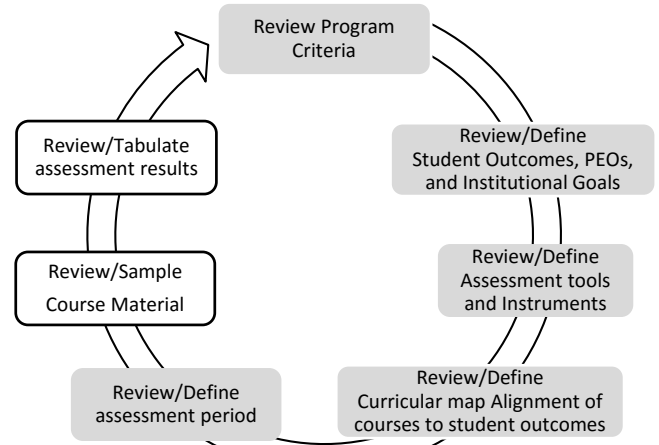 Review Program
Criteria
Review/Define
Student Outcomes, PEOs,
and Institutional Goals
Review/Define
Assessment tools
and Instruments
Review/Define
Curricular map Alignment of
courses to student outcomes
Review/Define
assessment period
Review/Sample
Course Material
Review/Tabulate
assessment results